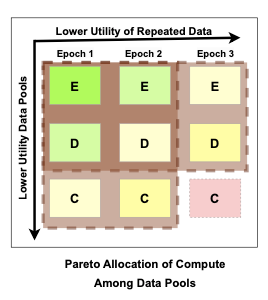 Lower Utility of Repeated Data
Epoch 1 Epoch 2 Epoch 3
Lower Utility Data Pools
E E E
D D D
C C C
Pareto Allocation of Compute
Among Data Pools